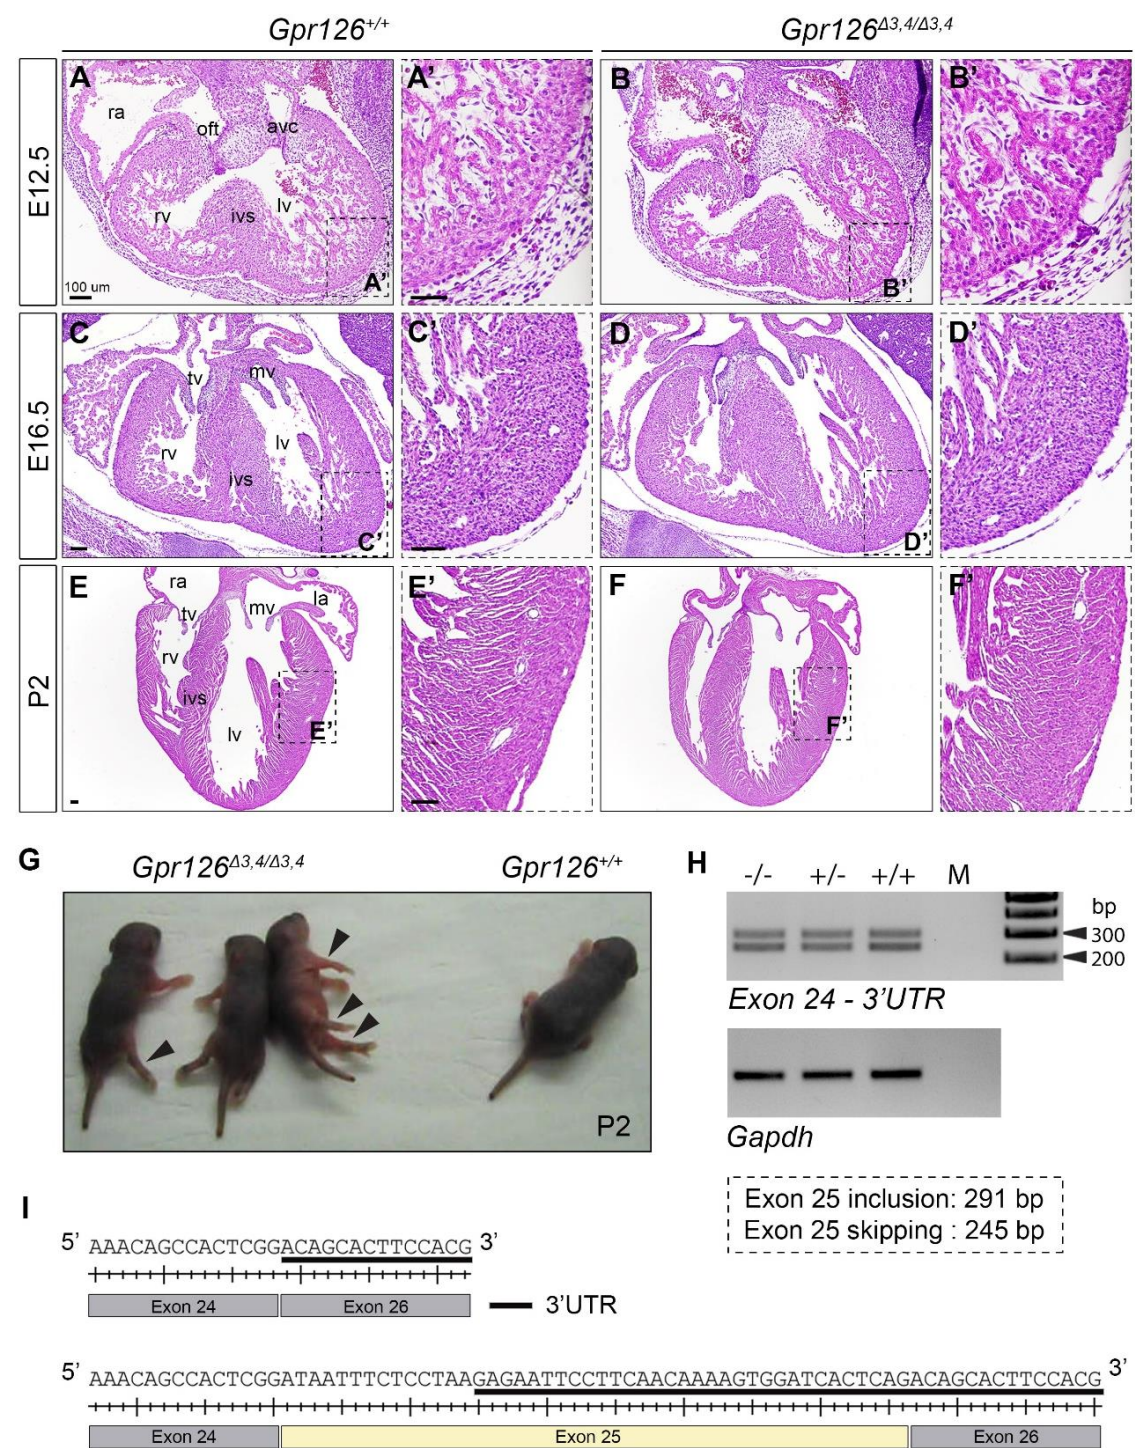 Gpr126+/+
Gpr126Δ3,4/Δ3,4
E12.5
A
ra
oft
avc
rv
ivs
lv
100 um
A’
A’
B
B’
B’
E16.5
C
tv
mv
rv
lv
ivs
C’
C’
D
D’
D’
P2
E
ra
tv
mv
la
rv
ivs
lv
E’
E’
F
F’
F’
G
Gpr126Δ3,4/Δ3,4
Gpr126+/+
P2
H
-/- +/- +/+ M
bp
300
200
Exon 24 - 3’UTR
Gapdh
Exon 25 inclusion: 291 bp
Exon 25 skipping : 245 bp
I
5’ AAACAGCCACTCGGACAGCACTTCCACG 3’
Exon 24 Exon 26
3’UTR
5’ AAACAGCCACTCGGATAATTTCTCCTAAGAGAATTCCTTCAACAAAAGTGGATCACTCAGACAGCACTTCCACG 3’
Exon 24 Exon 25 Exon 26